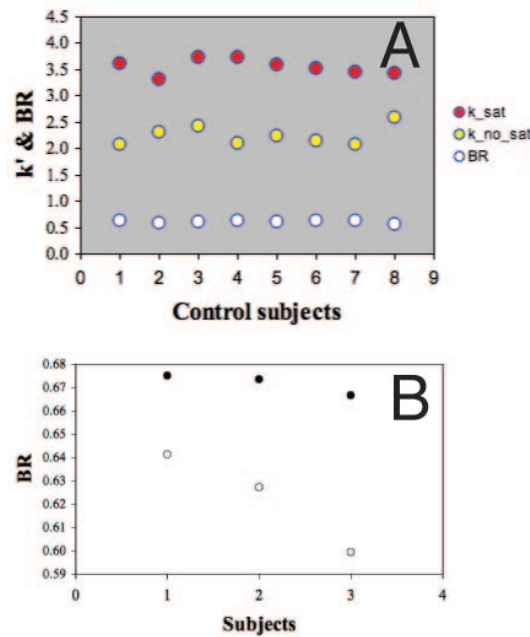 A
k' & BR
4.5
4.0
3.5
3.0
2.5
2.0
1.5
1.0
0.5
0.0
0 1 2 3 4 5 6 7 8 9
Control subjects
k_sat
k_no_sat
BR
B
BR
0.68
0.67
0.66
0.65
0.64
0.63
0.62
0.61
0.60
0.59
0 1 2 3 4
Subjects